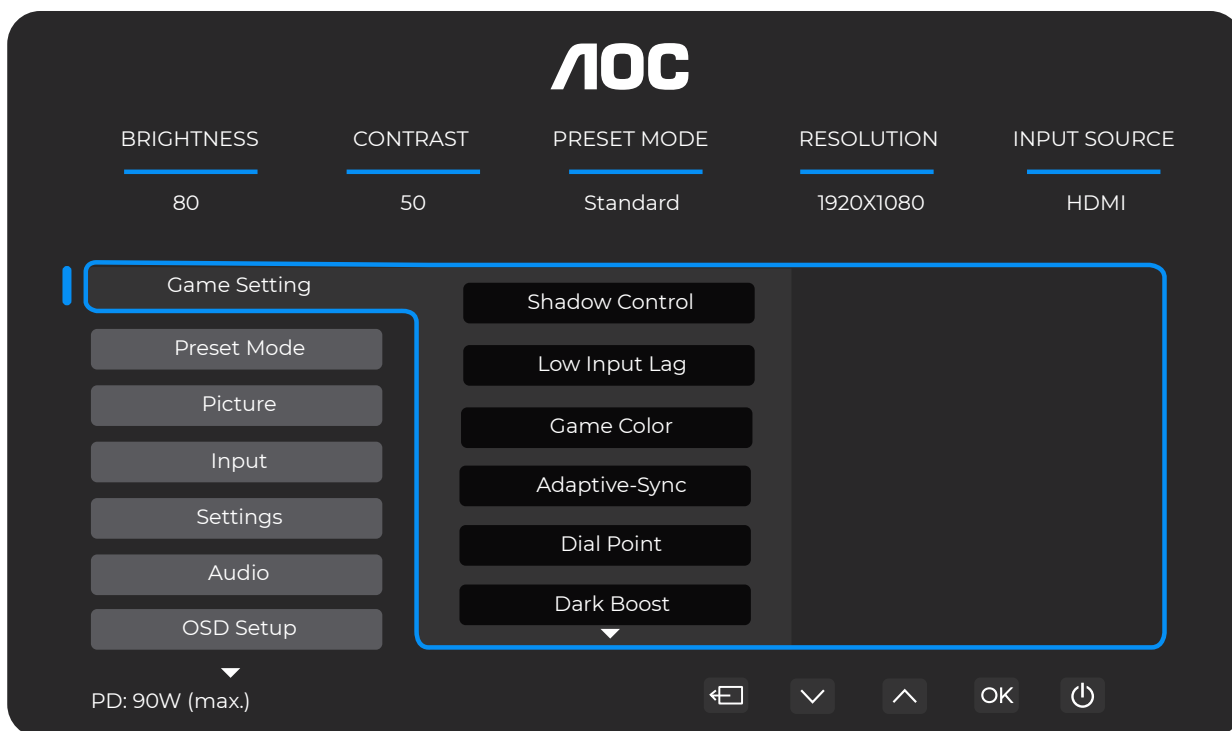 AOC
BRIGHTNESS CONTRAST PRESET MODE RESOLUTION INPUT SOURCE
80 50 Standard 1920X1080 HDMI
Game Setting
Preset Mode
Picture
Input
Settings
Audio
OSD Setup
Shadow Control
Low Input Lag
Game Color
Adaptive-Sync
Dial Point
Dark Boost
PD: 90W (max.)
OK